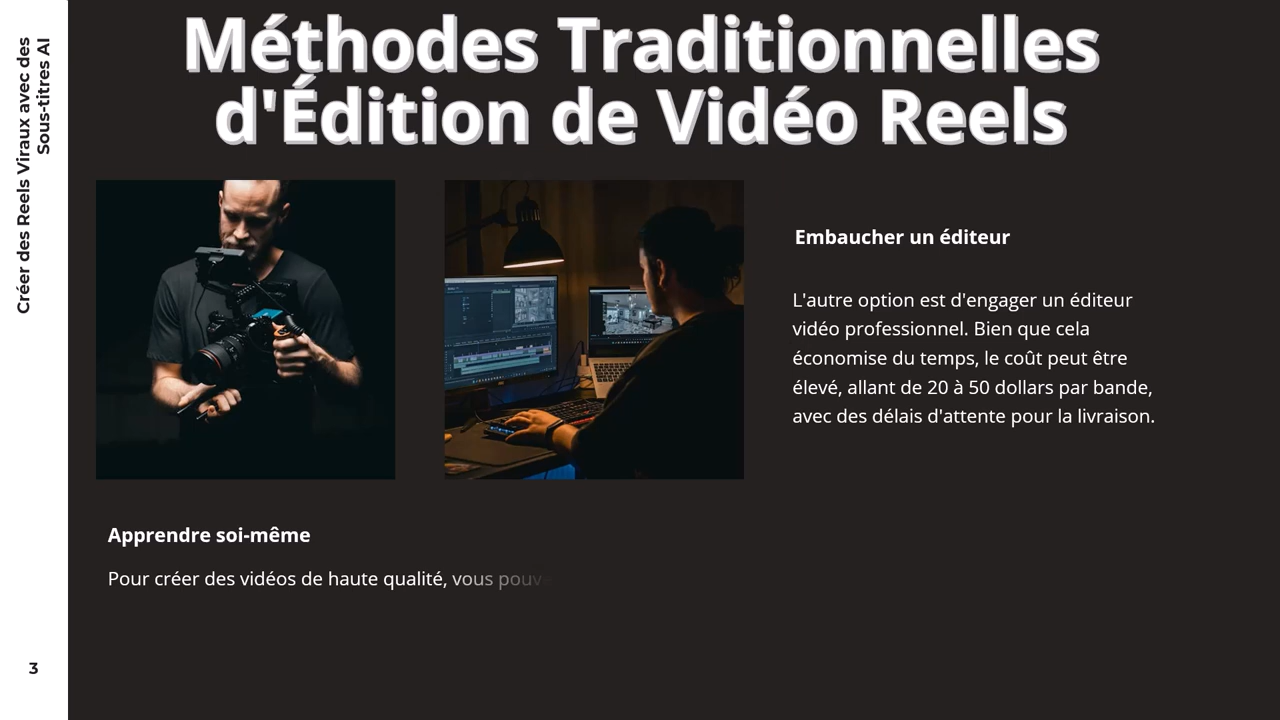 Créer des Reels Viraux avec des
Sous-titres AI
Méthodes Traditionnelles
d'Édition de Vidéo Reels
Embaucher un éditeur
L'autre option est d'engager un éditeur
vidéo professionnel. Bien que cela
économise du temps, le coût peut être
élevé, allant de 20 à 50 dollars par bande,
avec des délais d'attente pour la livraison.
Apprendre soi-même
Pour créer des vidéos de haute qualité, vous
3